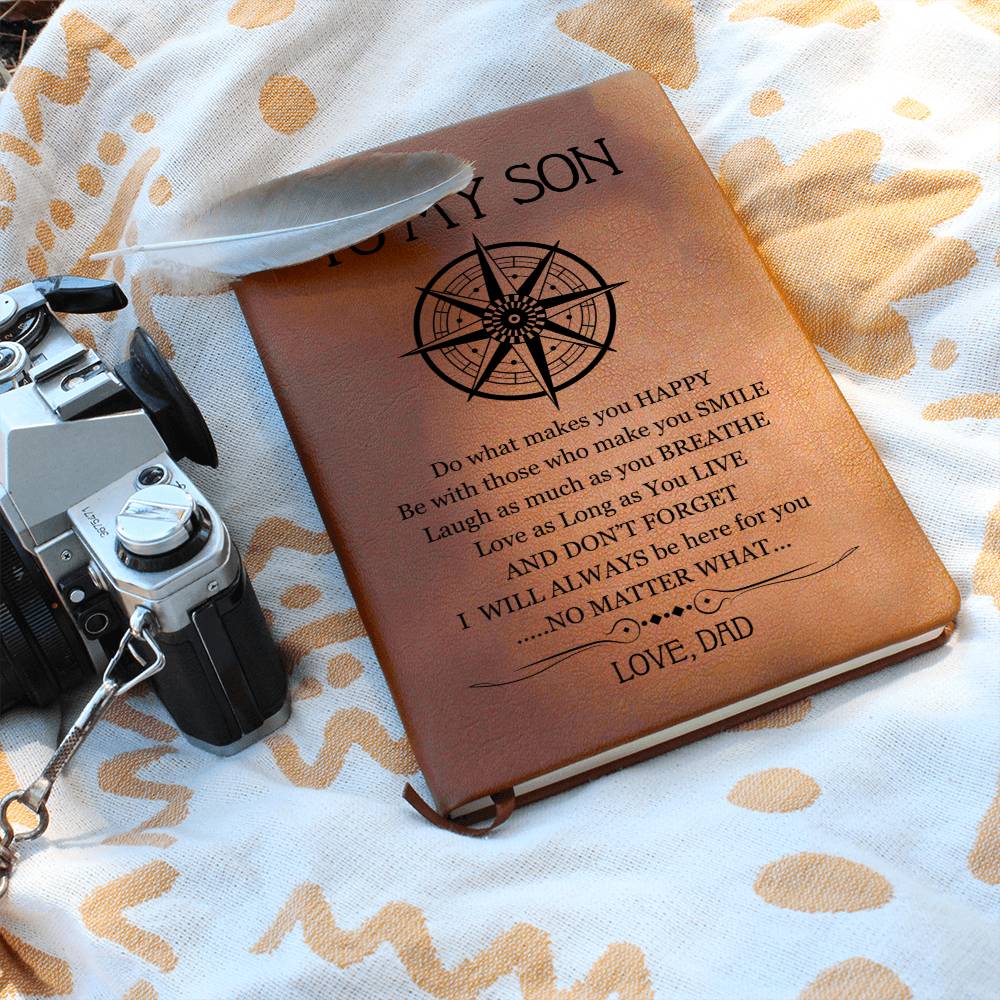 TO MY SON
Do what makes you HAPPY
Be with those who make you SMILE
Laugh as much as you BREATHE
Love as Long as You LIVE
AND DON'T FORGET
I WILL ALWAYS be here for you
.....NO MATTER WHAT...
LOVE, DAD